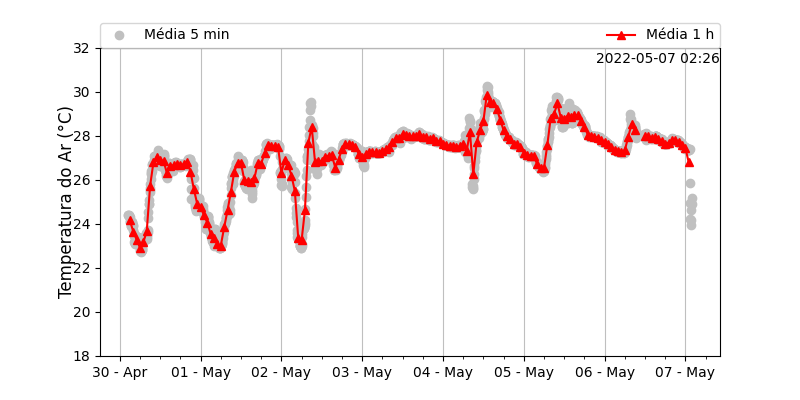 Média 5 min
Média 1 h
2022-05-07 02:26
Temperatura do Ar (°C)
32
30
28
26
24
22
20
18
30 - Apr
01 - May
02 - May
03 - May
04 - May
05 - May
06 - May
07 - May